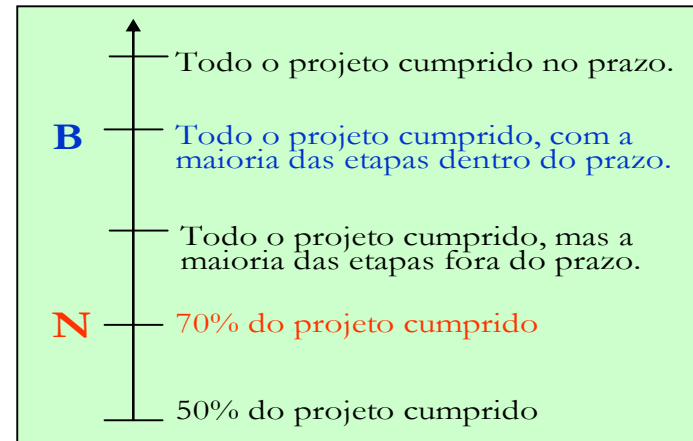 Todo o projeto cumprido no prazo.
B
Todo o projeto cumprido, com a
maioria das etapas dentro do prazo.
Todo o projeto cumprido, mas a
maioria das etapas fora do prazo.
N
70% do projeto cumprido
50% do projeto cumprido